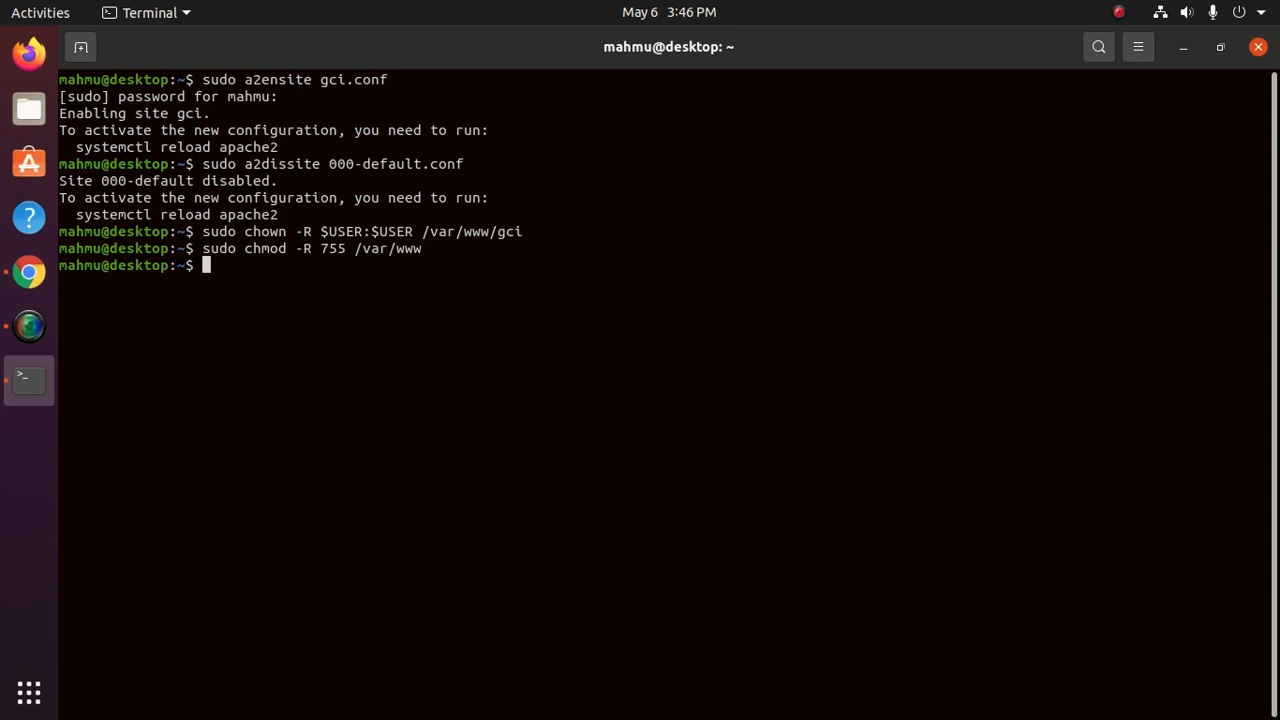 Activities
Terminal
May 6 3:46 PM
mahmu@desktop: ~
mahmu@desktop:~$ sudo a2ensite gci.conf
[sudo] password for mahmu:
Enabling site gci.
To activate the new configuration, you need to run:
  systemctl reload apache2
mahmu@desktop:~$ sudo a2dissite 000-default.conf
Site 000-default disabled.
To activate the new configuration, you need to run:
  systemctl reload apache2
mahmu@desktop:~$ sudo chown -R $USER:$USER /var/www/gci
mahmu@desktop:~$ sudo chmod -R 755 /var/www
mahmu@desktop:~$